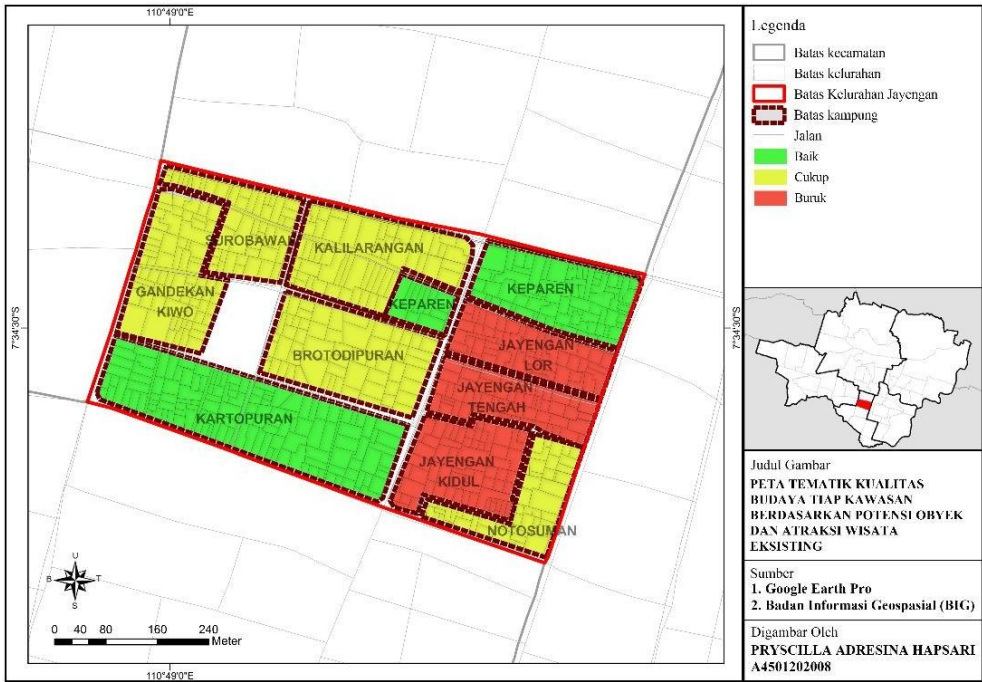 110°49'0"E
7°34'30"S
7°34'30"S
SUROBAWAN
KALILARANGAN
KEPAREN
KEPAREN
GANDEKAN
KIWO
BROTODIPURAN
JAYENGAN
LOR
JAYENGAN
TENGAH
KARTOPURAN
JAYENGAN
KIDUL
NOTOSUMAN
U
B
T
S
0 40 80 160 240
Meter
110°49'0"E
Legenda
Batas kecamatan
Batas kelurahan
Batas Kelurahan Jayengan
Batas kampung
Jalan
Baik
Cukup
Buruk
Judul Gambar
PETA TEMATIK KUALITAS
BUDAYA TIAP KAWASAN
BERDASARKAN POTENSI OBYEK
DAN ATRAKSI WISATA
EKSISTING
Sumber
1. Google Earth Pro
2. Badan Informasi Geospasial (BIG)
Digambar Oleh
PRYSCILLA ADRESINA HAPSARI
A4501202008